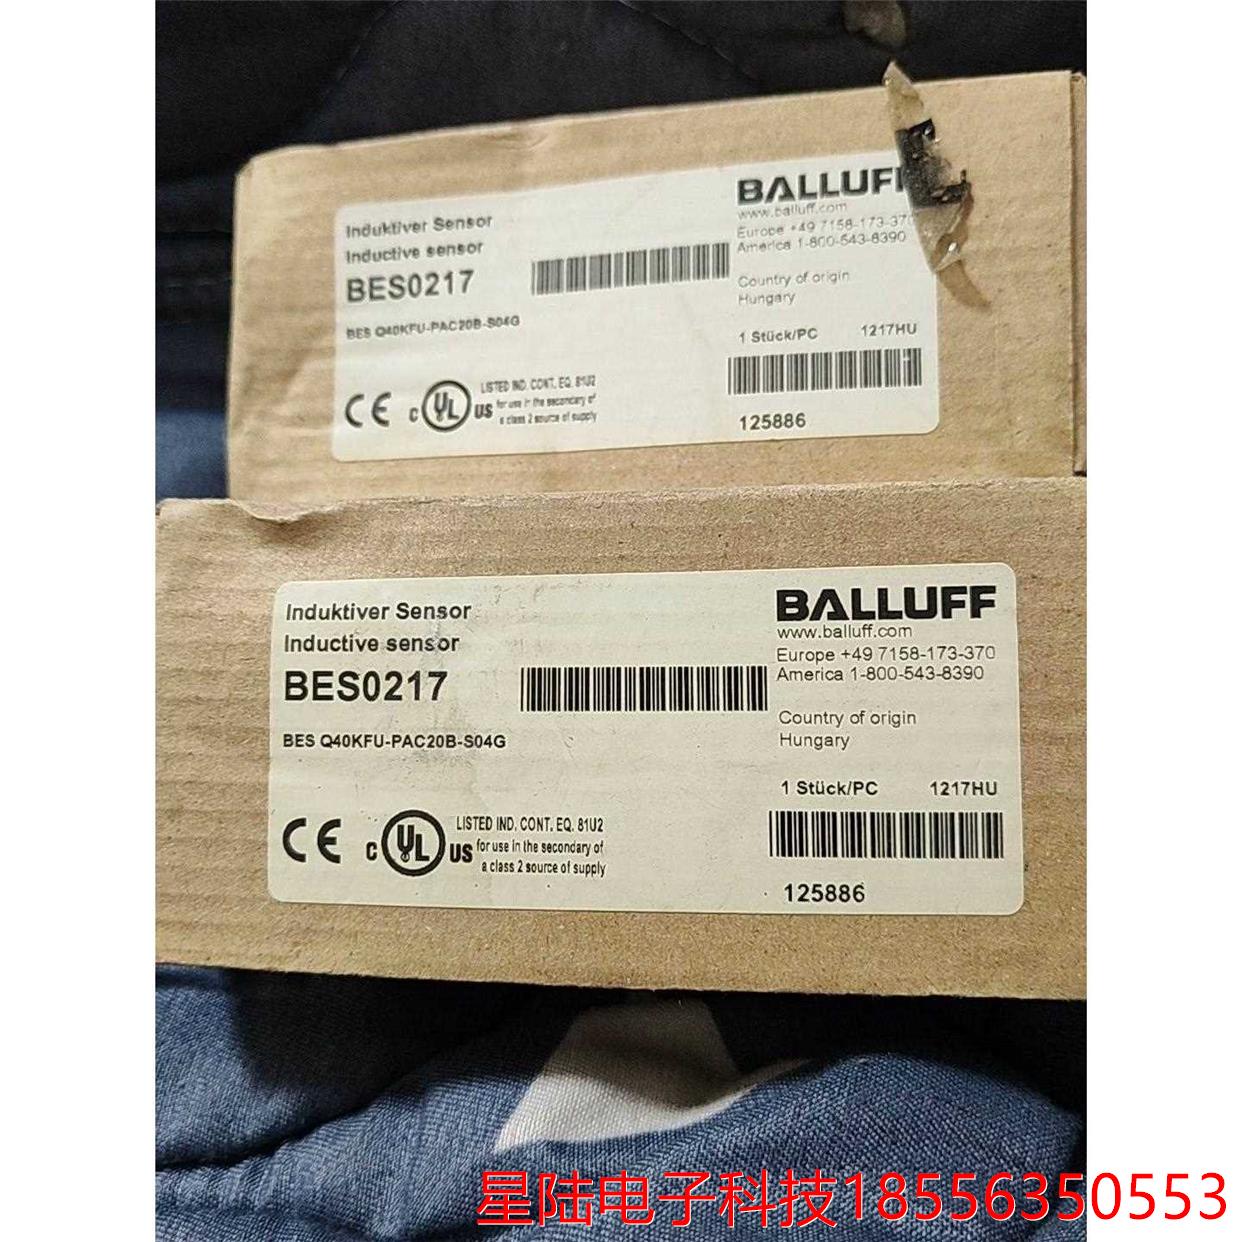 Induktiver Sensor
Inductive sensor
BES0217
BES Q40KFU-PAC20B-S04G
CE
c UL US
LISTED IND. CONT. EQ. 81U2
for use in the secondary of
a class 2 source of supply
BALLUFF
www.balluff.com
Europe +49 7158-173-370
America 1-800-543-8390
Country of origin
Hungary
1 Stück/PC 1217HU
125886
Induktiver Sensor
Inductive sensor
BES0217
BES Q40KFU-PAC20B-S04G
CE
c UL US
LISTED IND. CONT. EQ. 81U2
for use in the secondary of
a class 2 source of supply
BALLUFF
www.balluff.com
Europe +49 7158-173-370
America 1-800-543-8390
Country of origin
Hungary
1 Stück/PC 1217HU
125886
星陆电子科技18556350553